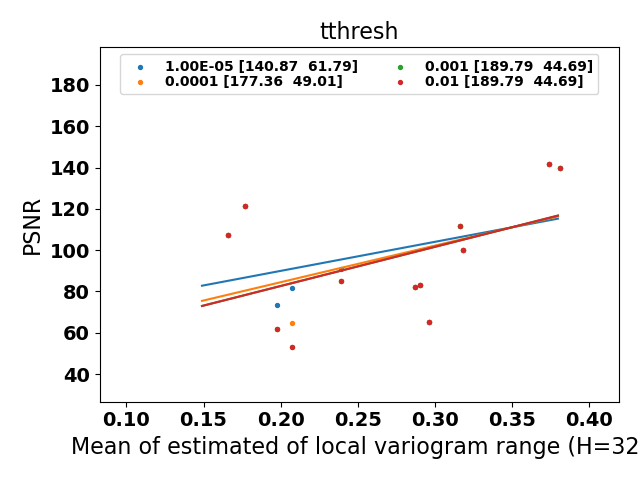 tthresh
1.00E-05 [140.87  61.79]
0.0001 [177.36  49.01]
0.001 [189.79  44.69]
0.01 [189.79  44.69]
PSNR
180
160
140
120
100
80
60
40
0.10 0.15 0.20 0.25 0.30 0.35 0.40
Mean of estimated of local variogram range (H=32